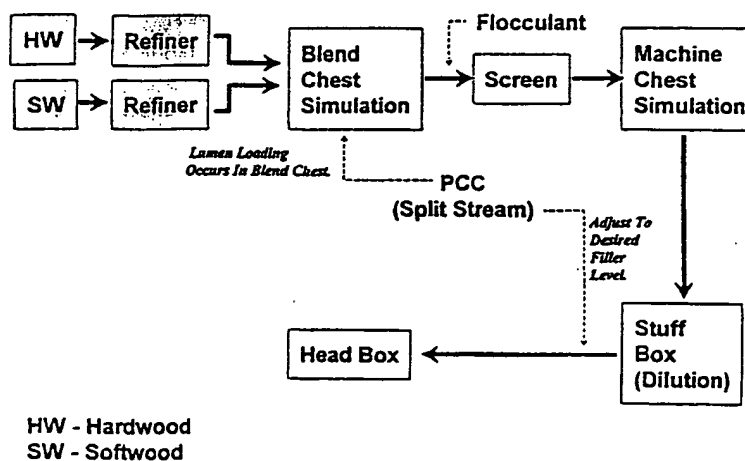 HW
Refiner
SW
Refiner
Blend
Chest
Simulation
Flocculant
Screen
Machine
Chest
Simulation
Lumen Loading
Occurs In Blend Chest.
PCC
(Split Stream)
Adjust To
Desired
Filler
Level.
Head Box
Stuff
Box
(Dilution)
HW - Hardwood
SW - Softwood